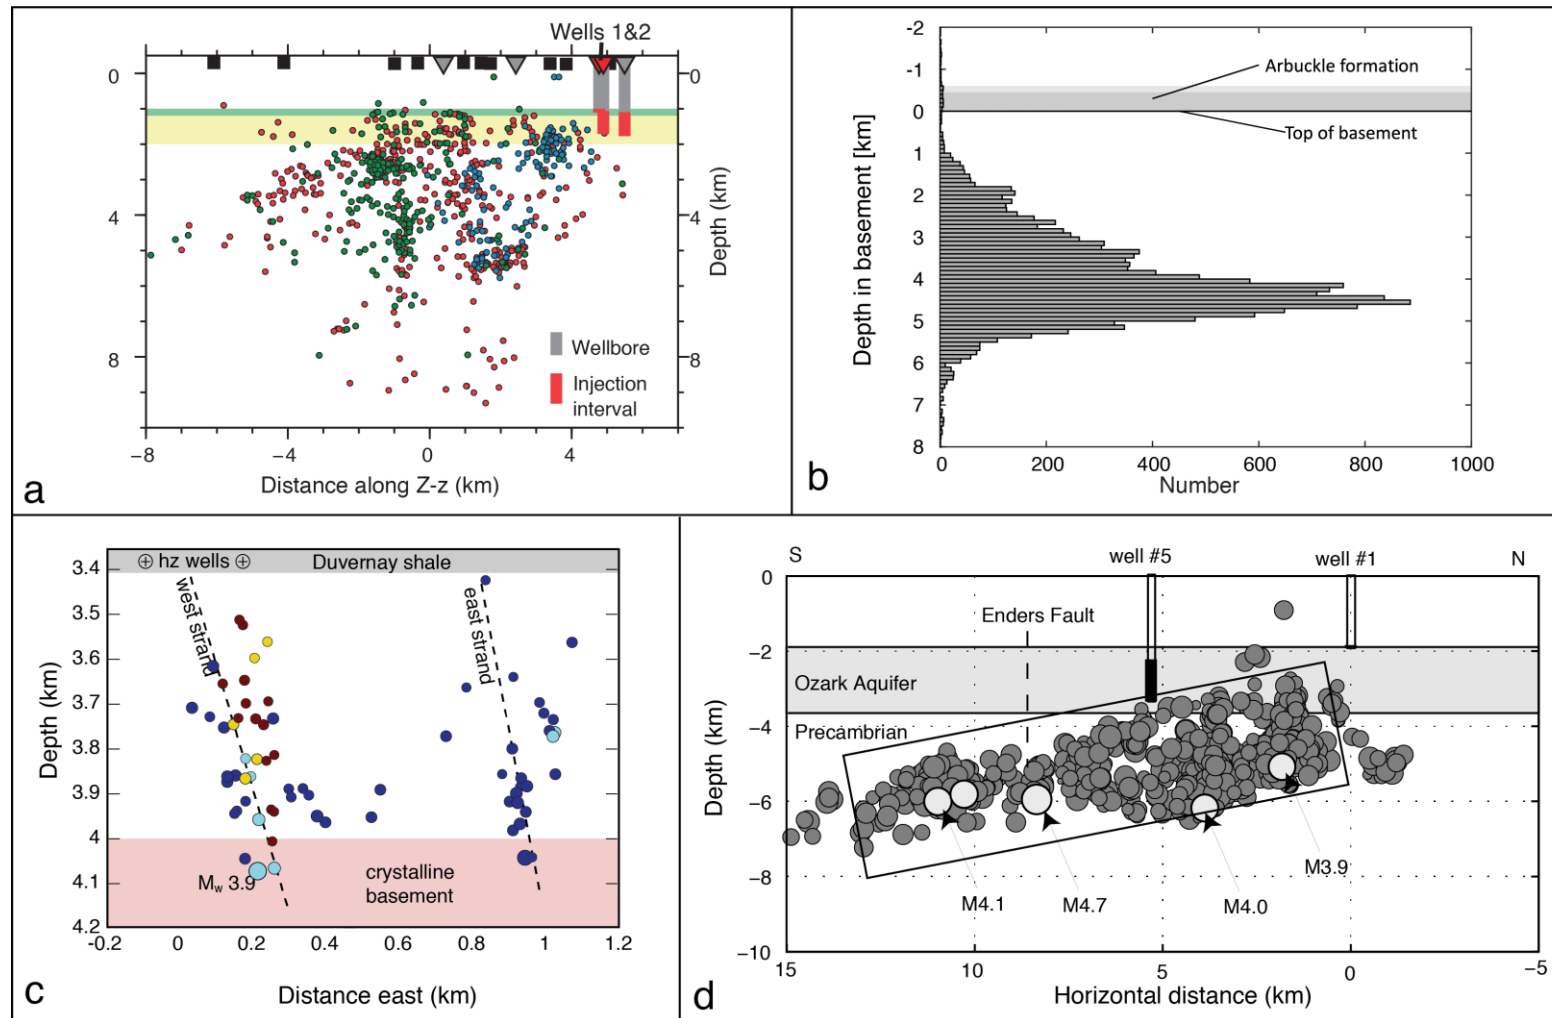 Wells 1&2
0
4
8
0
4
8
Depth (km)
Wellbore
Injection
interval
−8
−4
0
4
Distance along Z-z (km)
a
-2
-1
0
1
2
3
4
5
6
7
8
Depth in basement [km]
Arbuckle formation
Top of basement
0
200
400
600
800
1000
Number
b
3.4
3.5
3.6
3.7
3.8
3.9
4
4.1
4.2
Depth (km)
hz wells
Duvernay shale
west strand
east strand
Mw 3.9
crystalline
basement
-0.2
0
0.2
0.4
0.6
0.8
1
1.2
Distance east (km)
c
S
well #5
well #1
N
0
−2
−4
−6
−8
−10
Depth (km)
Enders Fault
Ozark Aquifer
Precambrian
M3.9
M4.1
M4.7
M4.0
15
10
5
0
−5
Horizontal distance (km)
d